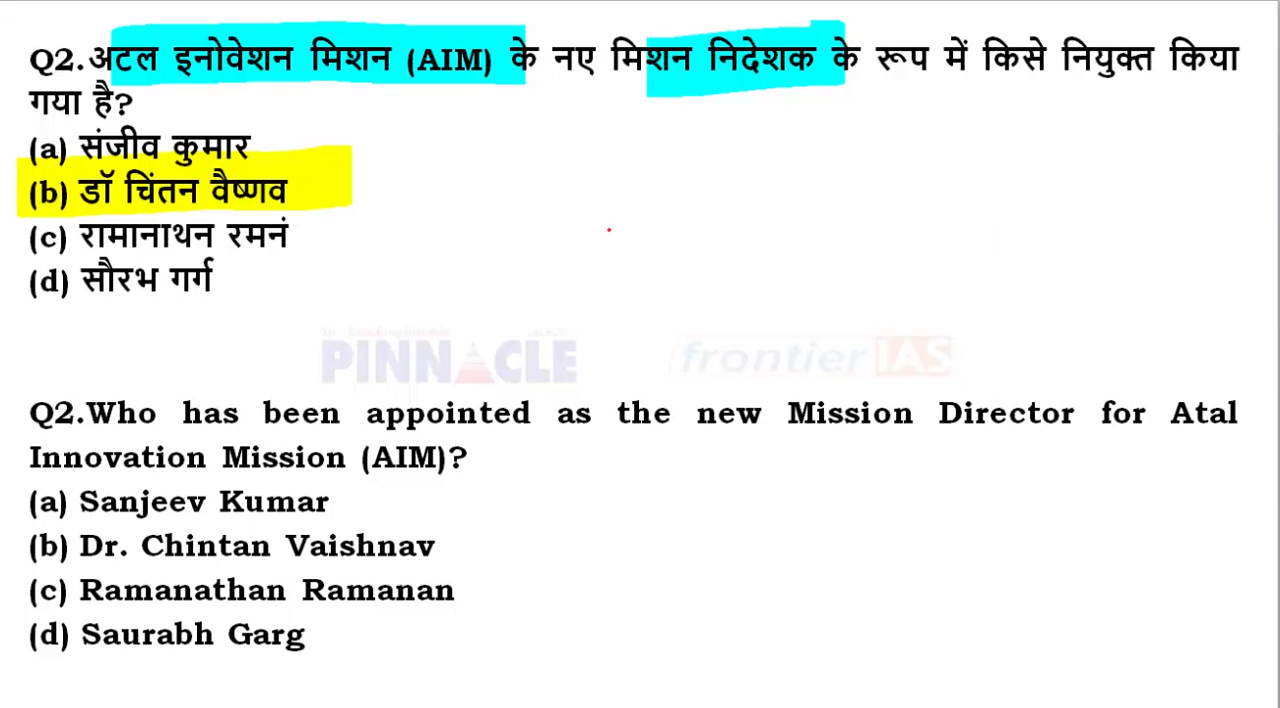 Q2.अटल इनोवेशन मिशन (AIM) के नए मिशन निदेशक के रूप में किसे नियुक्त किया
गया है?
(a) संजीव कुमार
(b) डॉ चिंतन वैष्णव
(c) रामानाथन रमनं
(d) सौरभ गर्ग
PINNACLE
frontier IAS
Q2.Who has been appointed as the new Mission Director for Atal
Innovation Mission (AIM)?
(a) Sanjeev Kumar
(b) Dr. Chintan Vaishnav
(c) Ramanathan Ramanan
(d) Saurabh Garg